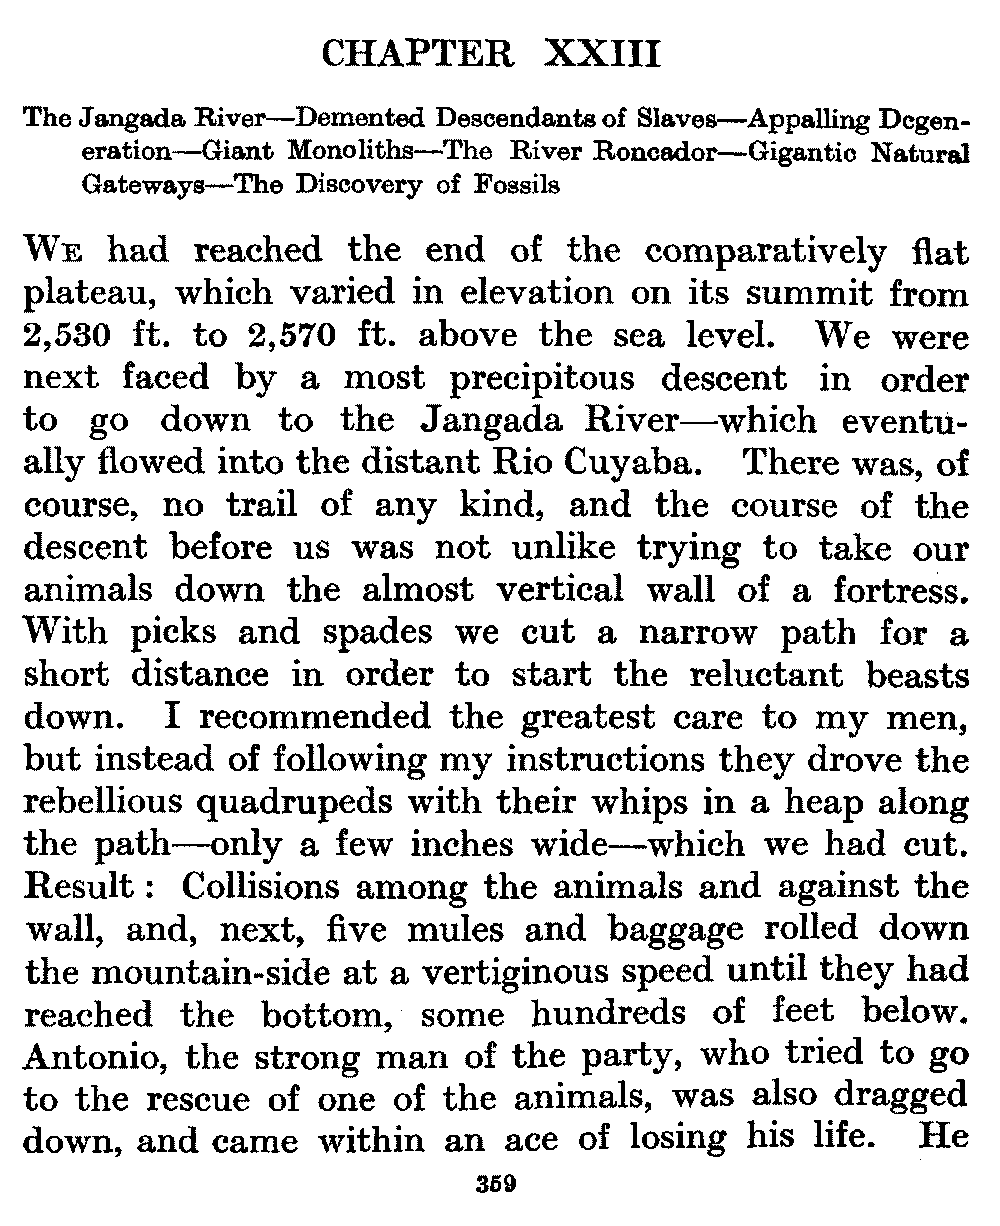 CHAPTER XXIII
The Jangada River—Demented Descendants of Slaves—Appalling Degen-
eration—Giant Monoliths—The River Roncador—Gigantic Natural
Gateways—The Discovery of Fossils
WE had reached the end of the comparatively flat
plateau, which varied in elevation on its summit from
2,530 ft. to 2,570 ft. above the sea level. We were
next faced by a most precipitous descent in order
to go down to the Jangada River—which eventu-
ally flowed into the distant Rio Cuyaba. There was, of
course, no trail of any kind, and the course of the
descent before us was not unlike trying to take our
animals down the almost vertical wall of a fortress.
With picks and spades we cut a narrow path for a
short distance in order to start the reluctant beasts
down. I recommended the greatest care to my men,
but instead of following my instructions they drove the
rebellious quadrupeds with their whips in a heap along
the path—only a few inches wide—which we had cut.
Result : Collisions among the animals and against the
wall, and, next, five mules and baggage rolled down
the mountain-side at a vertiginous speed until they had
reached the bottom, some hundreds of feet below.
Antonio, the strong man of the party, who tried to go
to the rescue of one of the animals, was also dragged
down, and came within an ace of losing his life. He
359